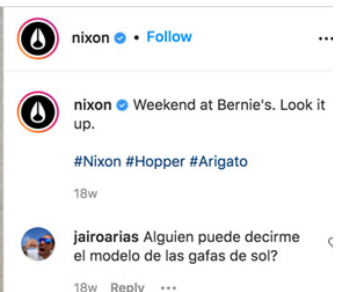 nixon • Follow
nixon Weekend at Bernie's. Look it
up.
#Nixon #Hopper #Arigato
18w
jairoarias Alguien puede decirme
el modelo de las gafas de sol?
18w Reply